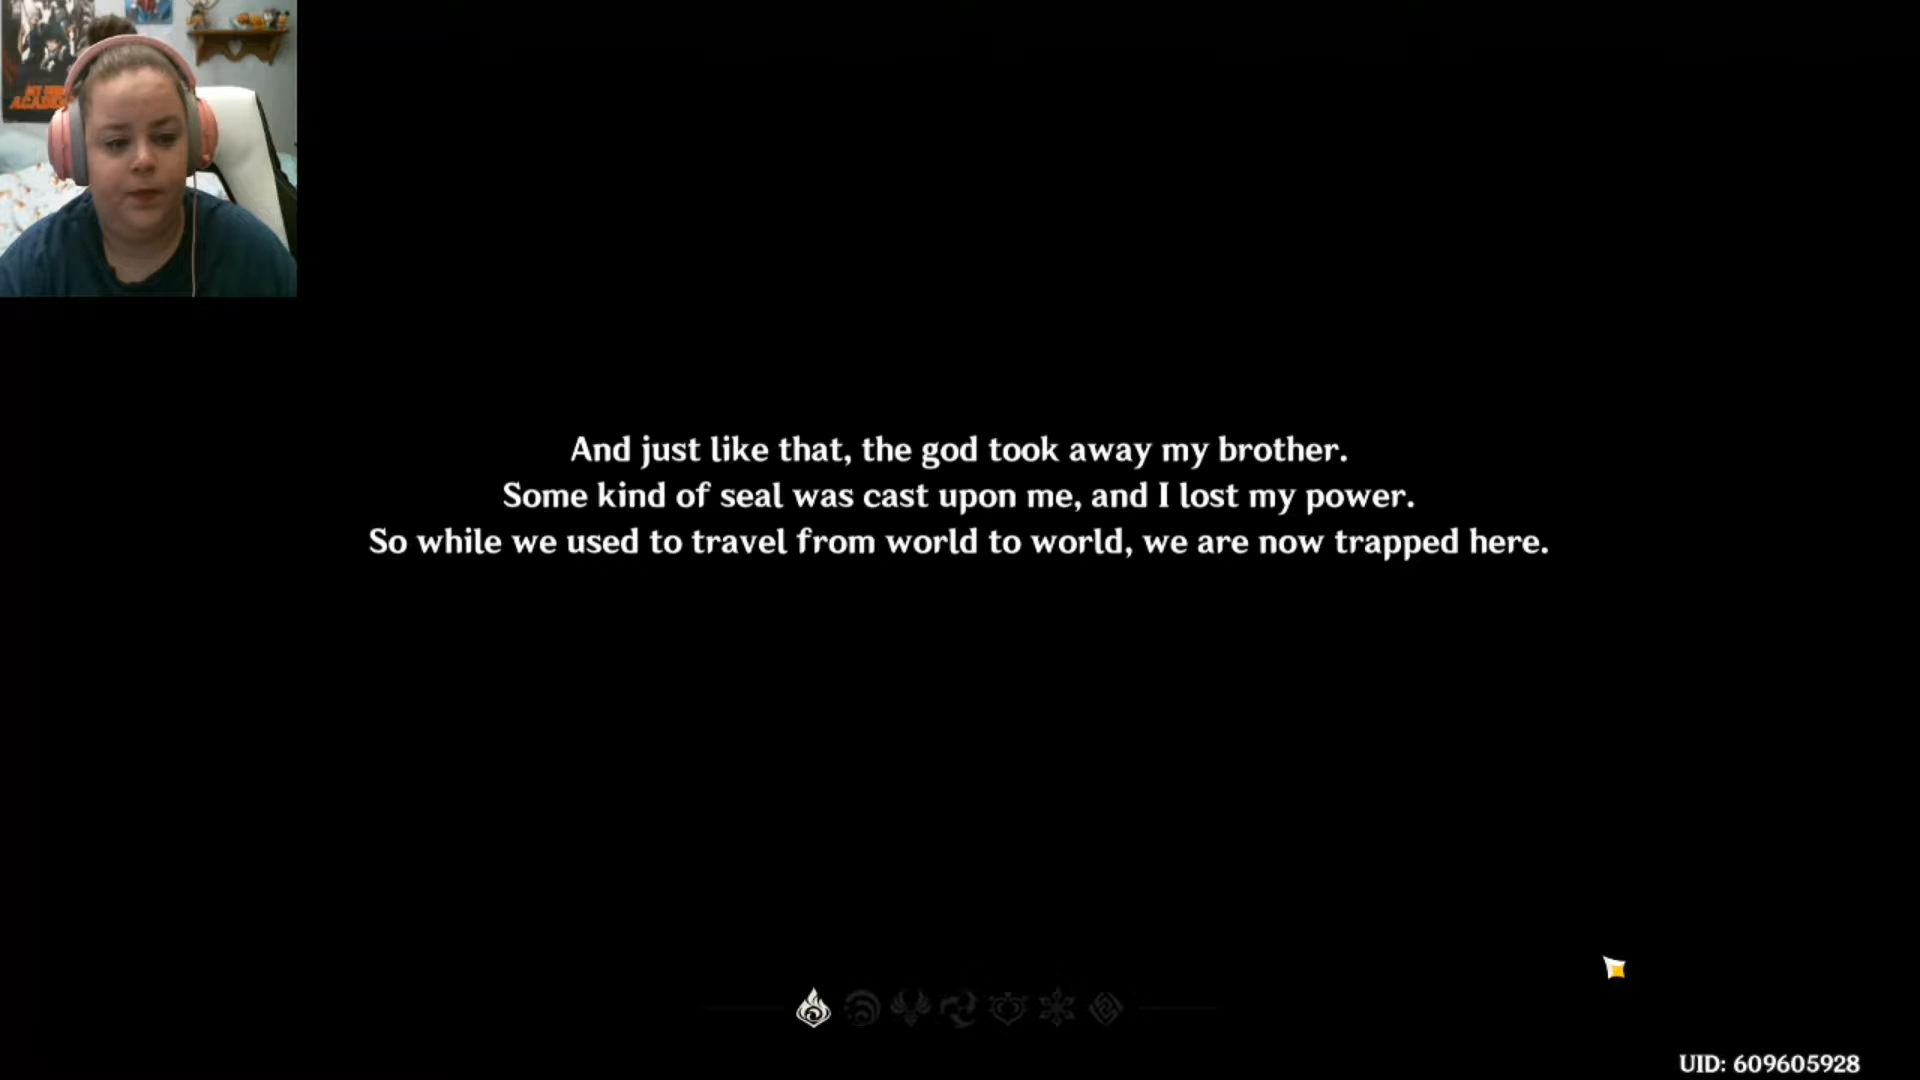 ACADE
And just like that, the god took away my brother.
Some kind of seal was cast upon me, and I lost my power.
So while we used to travel from world to world, we are now trapped here.
UID: 609605928